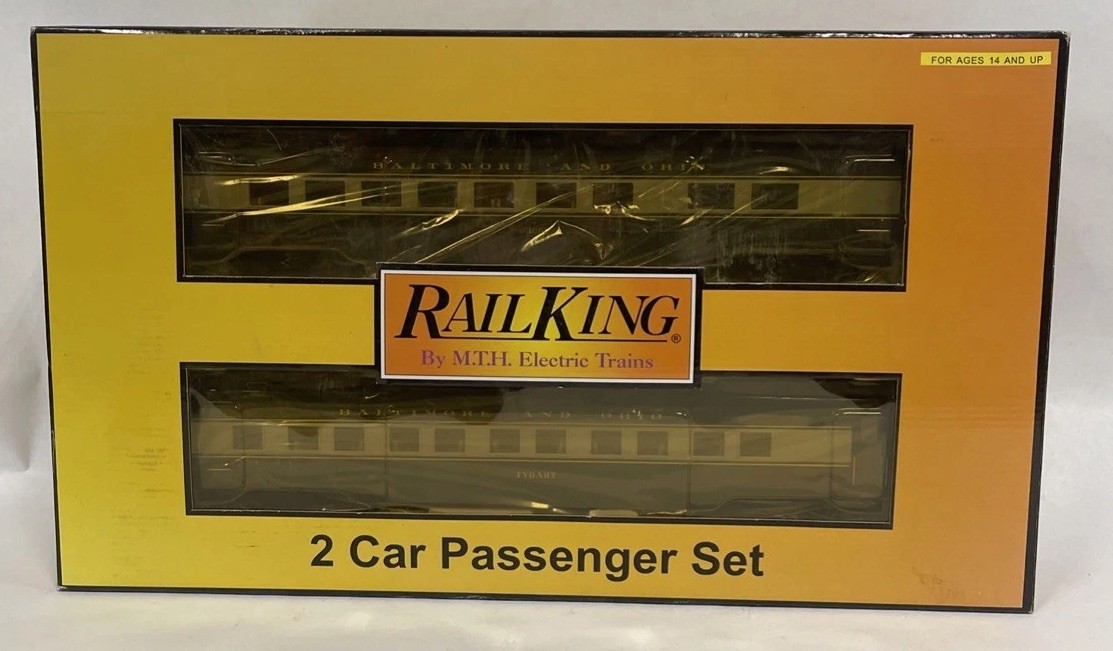 FOR AGES 14 AND UP
BALTIMORE AND OHIO
RAILKING®
By M.T.H. Electric Trains
BALTIMORE AND OHIO
TYGART
2 Car Passenger Set